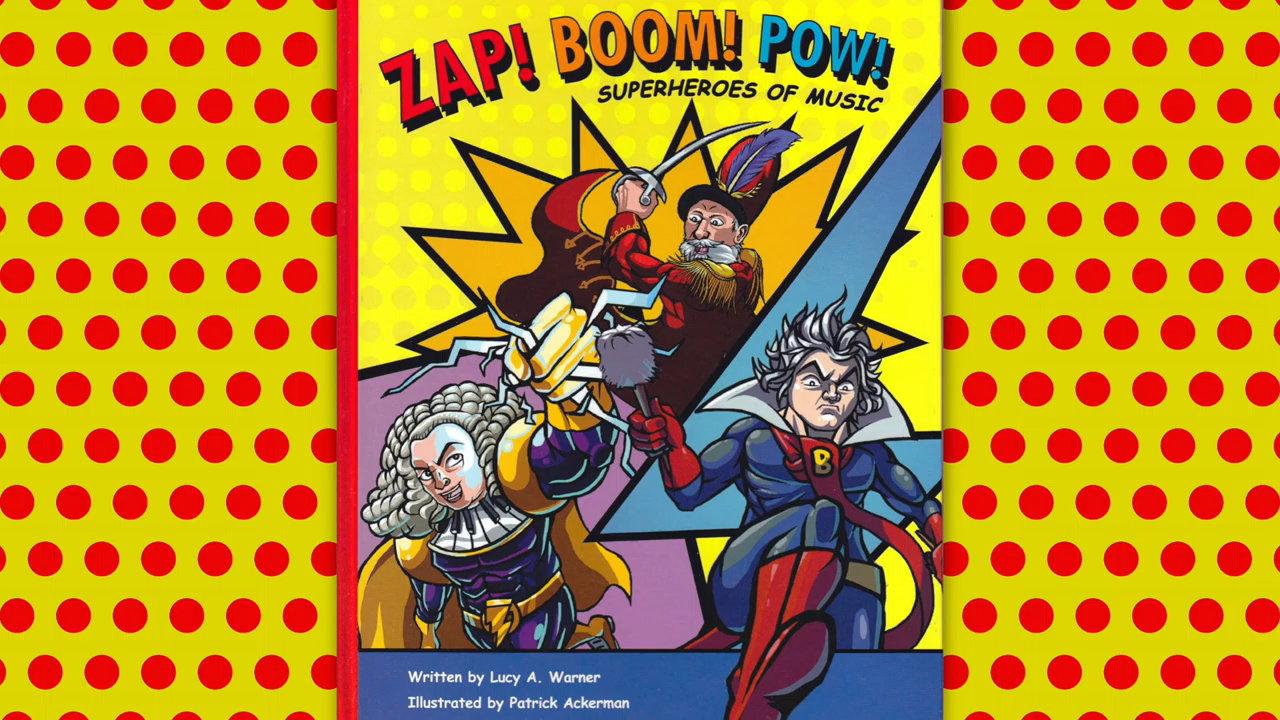 ZAP! BOOM! POW!
SUPERHEROES OF MUSIC
B
Written by Lucy A. Warner
Illustrated by Patrick Ackerman